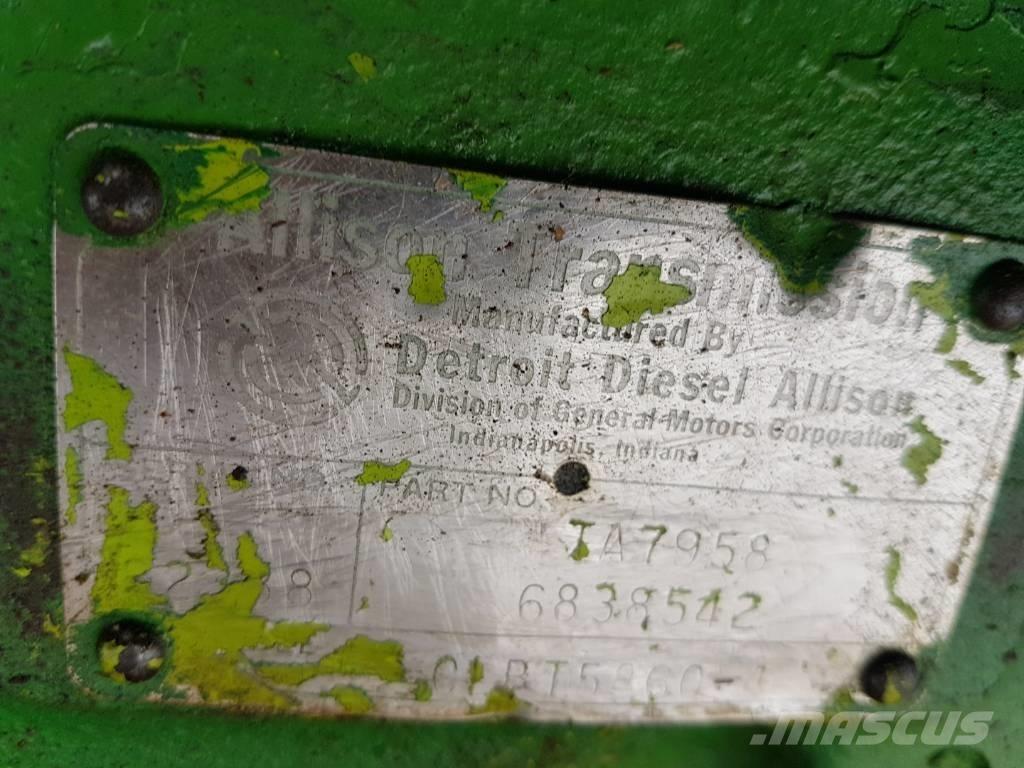 Allison Transmission
Manufactured By
Detroit Diesel Allison
Division of General Motors Corporation
Indianapolis, Indiana
PART NO.
TA7958
6838542
MASCUS